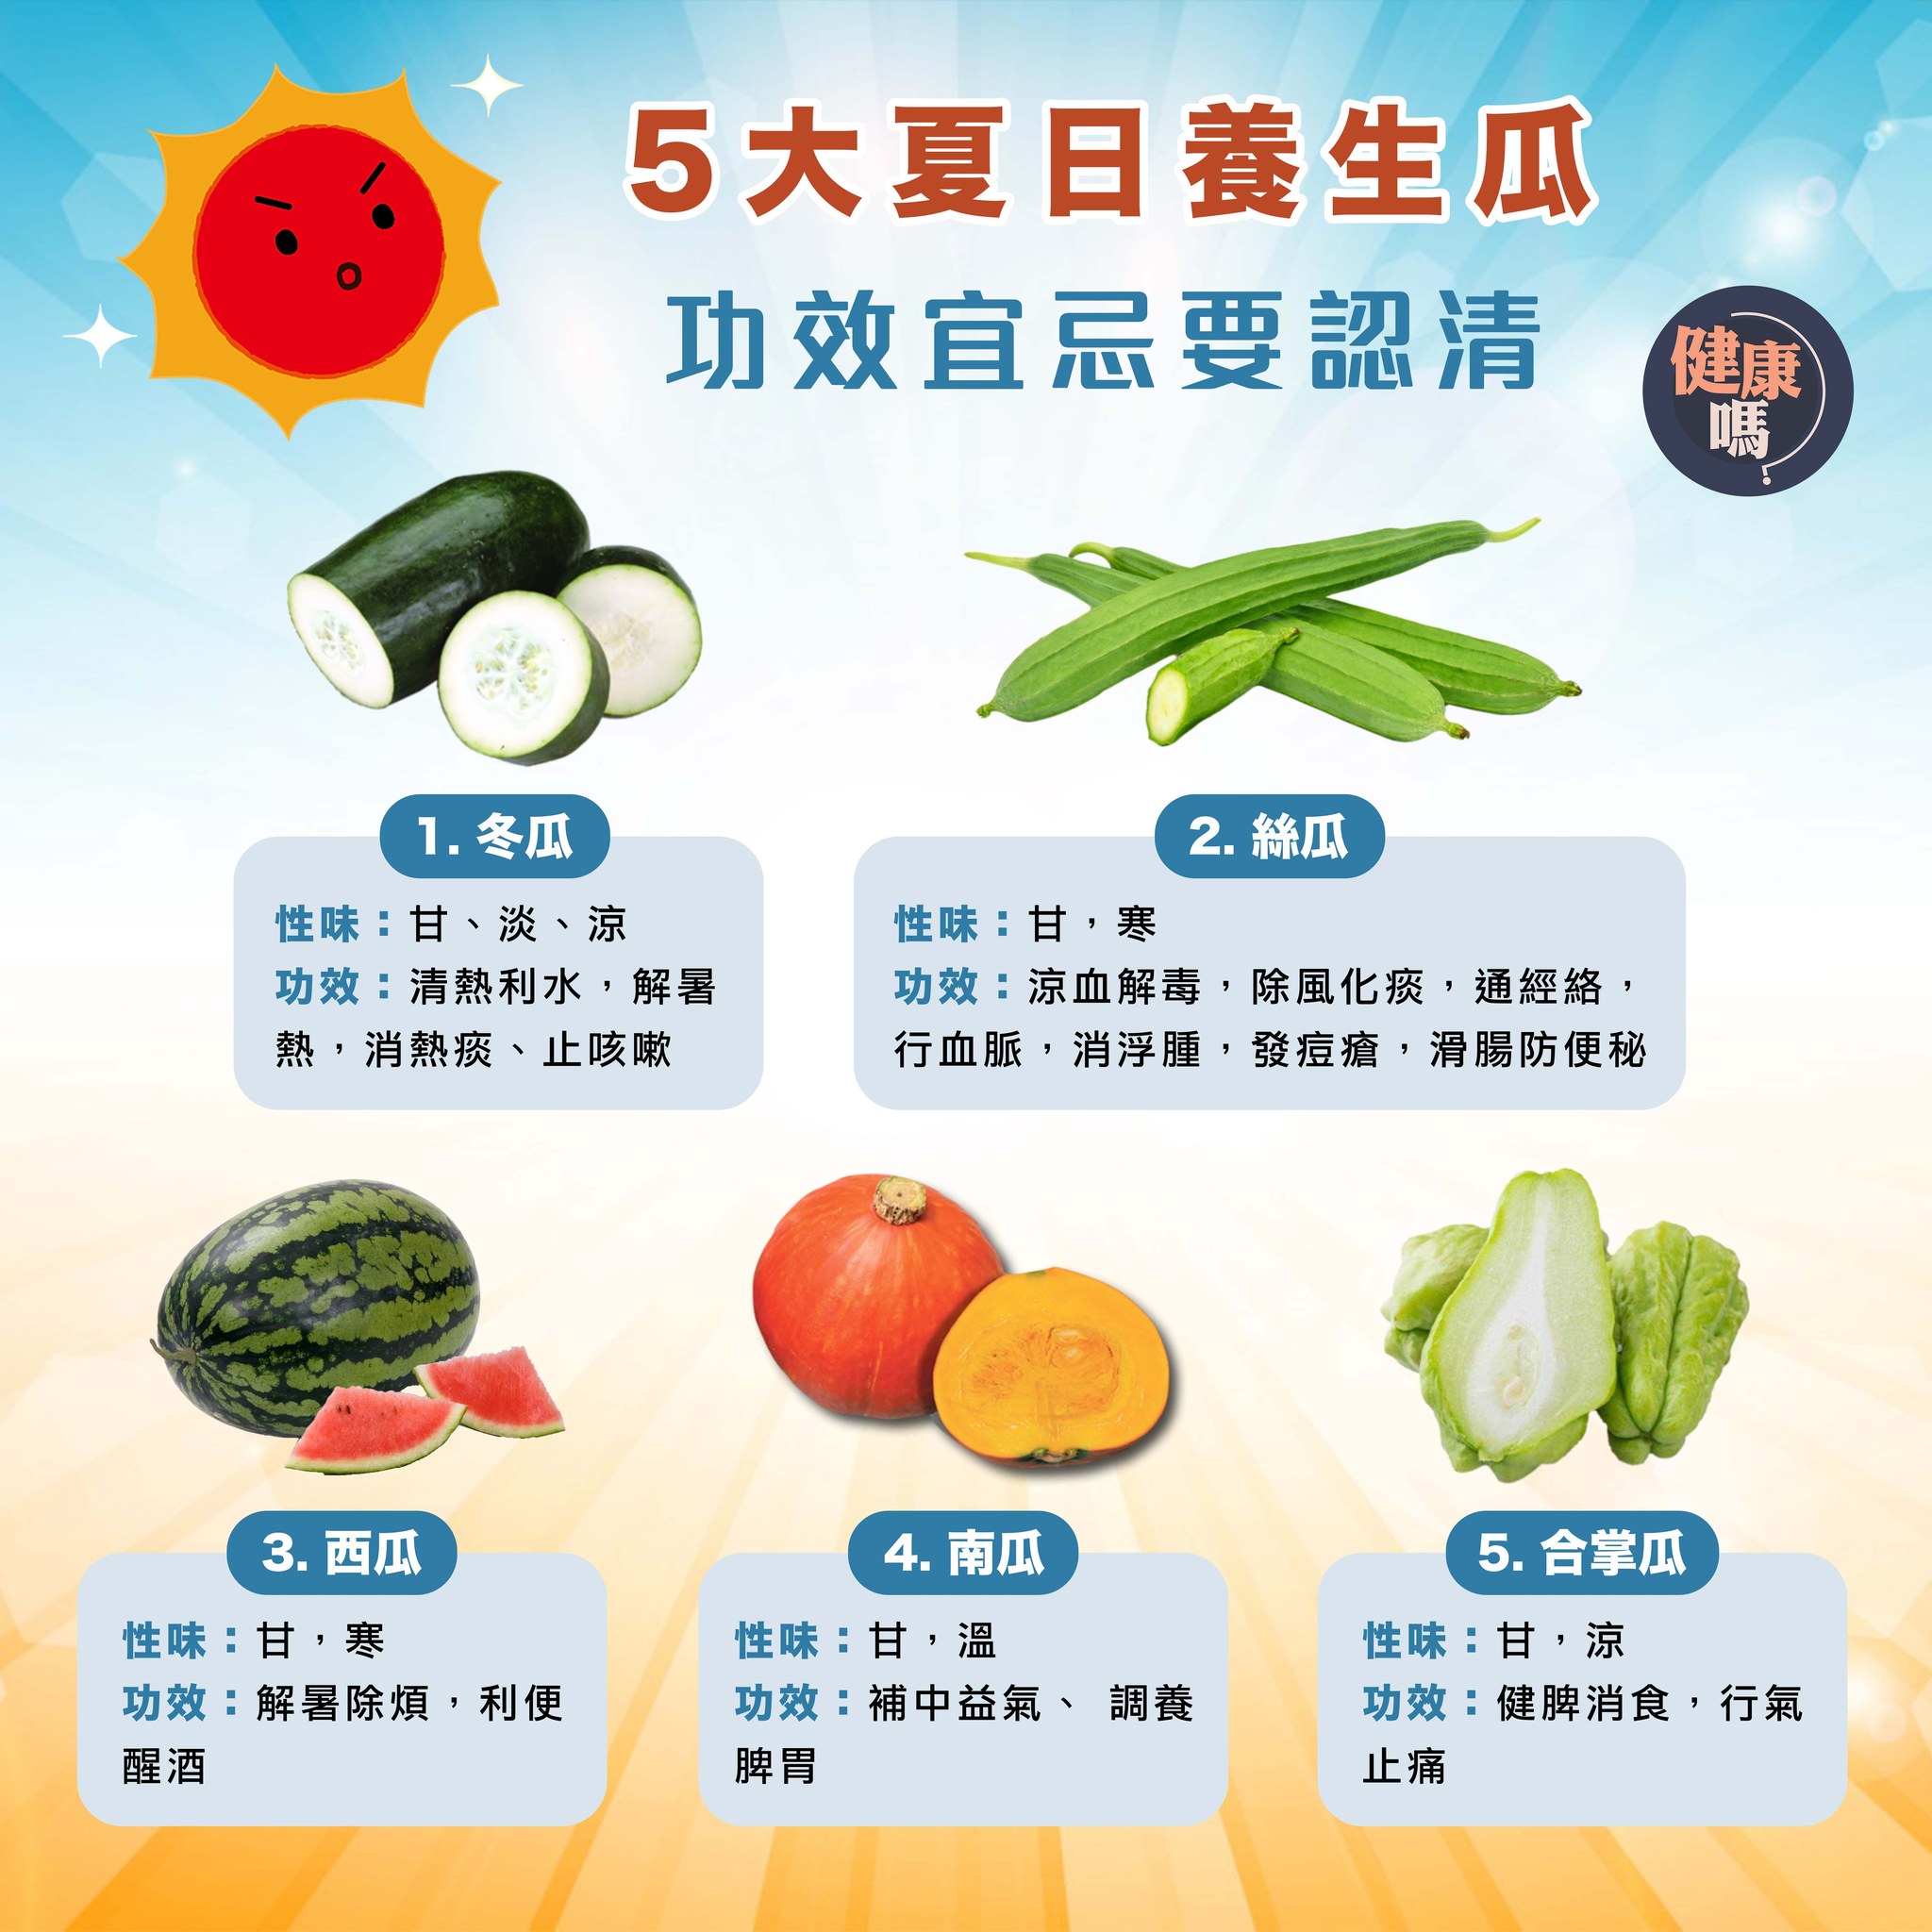 5大夏日養生瓜
功效宜忌要認清
健康
嗎?
1. 冬瓜
性味：甘、淡、涼
功效：清熱利水，解暑
熱，消熱痰、止咳嗽
2. 絲瓜
性味：甘，寒
功效：涼血解毒，除風化痰，通經絡，
行血脈，消浮腫，發痘瘡，滑腸防便秘
3. 西瓜
性味：甘，寒
功效：解暑除煩，利便
醒酒
4. 南瓜
性味：甘，溫
功效：補中益氣、 調養
脾胃
5. 合掌瓜
性味：甘，涼
功效：健脾消食，行氣
止痛